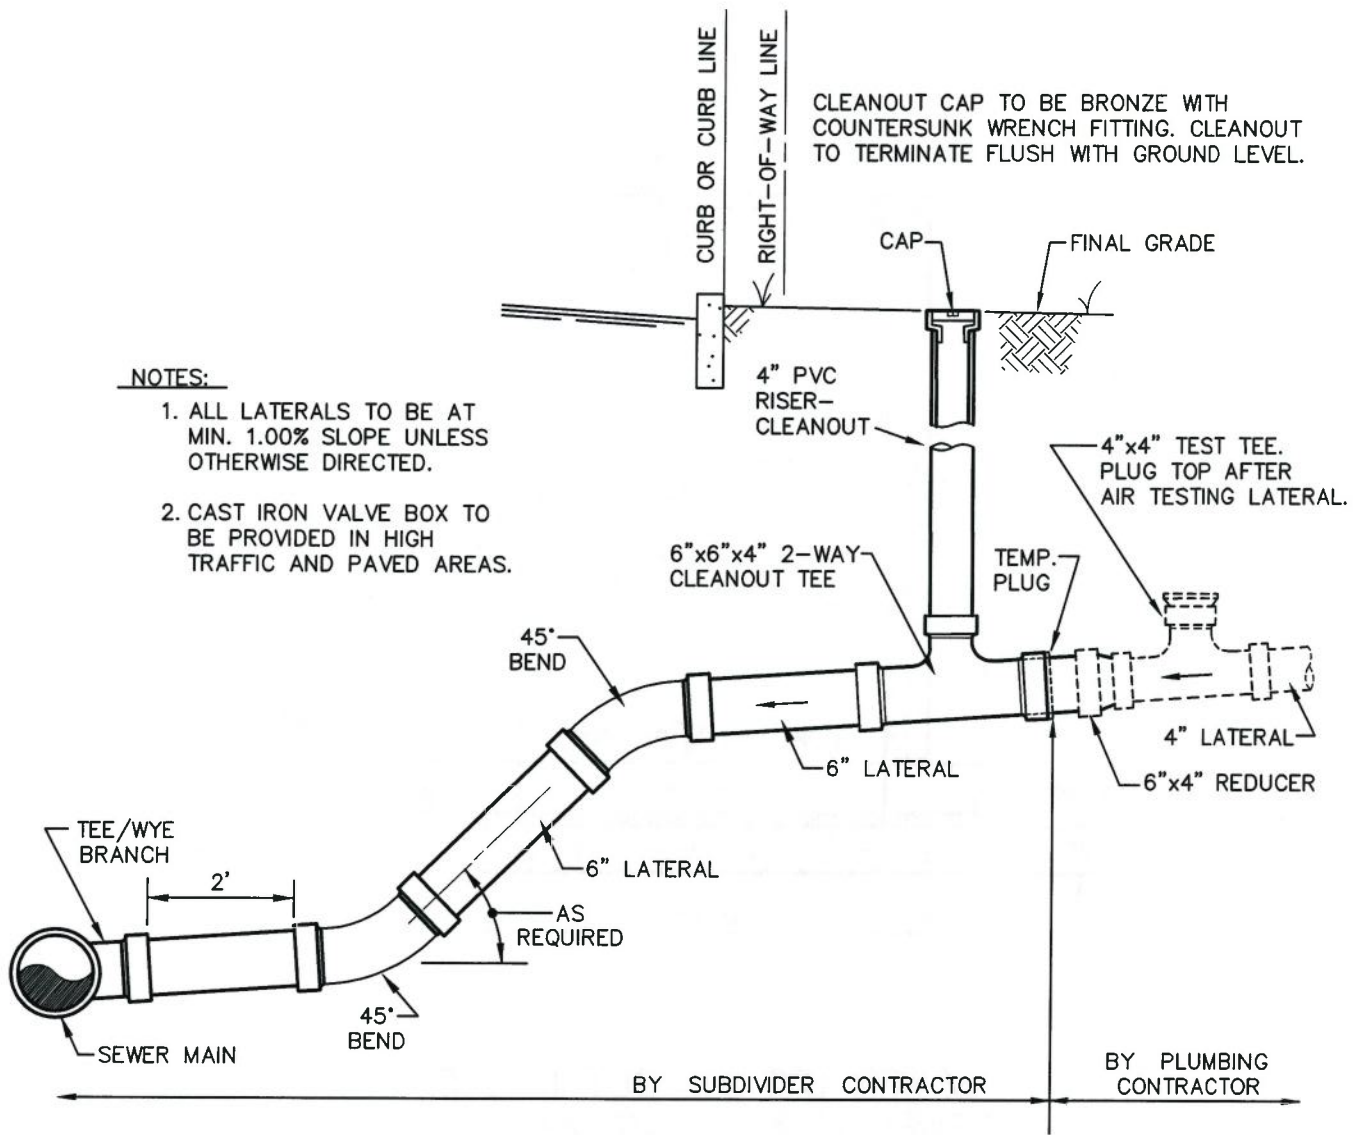 CURB OR CURB LINE
RIGHT-OF-WAY LINE
CLEANOUT CAP TO BE BRONZE WITH
COUNTERSUNK WRENCH FITTING. CLEANOUT
TO TERMINATE FLUSH WITH GROUND LEVEL.
CAP
FINAL GRADE
NOTES:
1. ALL LATERALS TO BE AT
MIN. 1.00% SLOPE UNLESS
OTHERWISE DIRECTED.
2. CAST IRON VALVE BOX TO
BE PROVIDED IN HIGH
TRAFFIC AND PAVED AREAS.
4" PVC
RISER-
CLEANOUT
4"x4" TEST TEE.
PLUG TOP AFTER
AIR TESTING LATERAL.
6"x6"x4" 2-WAY
CLEANOUT TEE
TEMP.
PLUG
45°
BEND
4" LATERAL
6" LATERAL
6"x4" REDUCER
TEE/WYE
BRANCH
6" LATERAL
2'
AS
REQUIRED
45°
BEND
SEWER MAIN
BY SUBDIVIDER CONTRACTOR
BY PLUMBING
CONTRACTOR